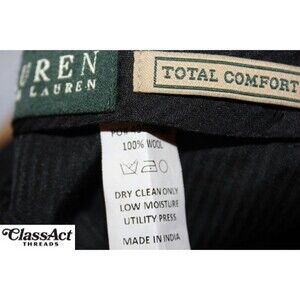 UREN
LAUREN
TOTAL COMFORT
100% WOOL
DRY CLEAN ONLY
LOW MOISTURE
UTILITY PRESS
MADE IN INDIA
ClassAct
THREADS